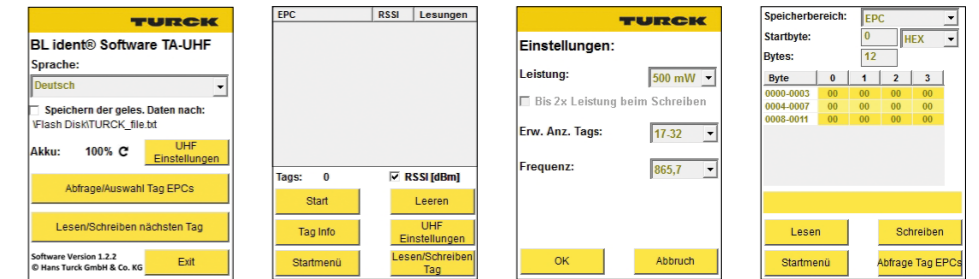 TURCK
BL ident® Software TA-UHF
Sprache:
Deutsch
Speichern der geles. Daten nach:
\Flash Disk\TURCK_file.txt
Akku: 100% C UHF Einstellungen
Abfrage/Auswahl Tag EPCs
Lesen/Schreiben nächsten Tag
Software Version 1.2.2
© Hans Turck GmbH & Co. KG
Exit
EPC RSSI Lesungen
Tags: 0 RSSI [dBm]
Start Leeren
Tag Info UHF Einstellungen
Startmenü Lesen/Schreiben Tag
TURCK
Einstellungen:
Leistung: 500 mW
Bis 2x Leistung beim Schreiben
Erw. Anz. Tags: 17-32
Frequenz: 865,7
OK Abbruch
Speicherbereich: EPC
Startbyte: 0 HEX
Bytes: 12
Byte 0 1 2 3
0000-0003 00 00 00 00
0004-0007 00 00 00 00
0008-0011 00 00 00 00
Lesen Schreiben
Startmenü Abfrage Tag EPCs